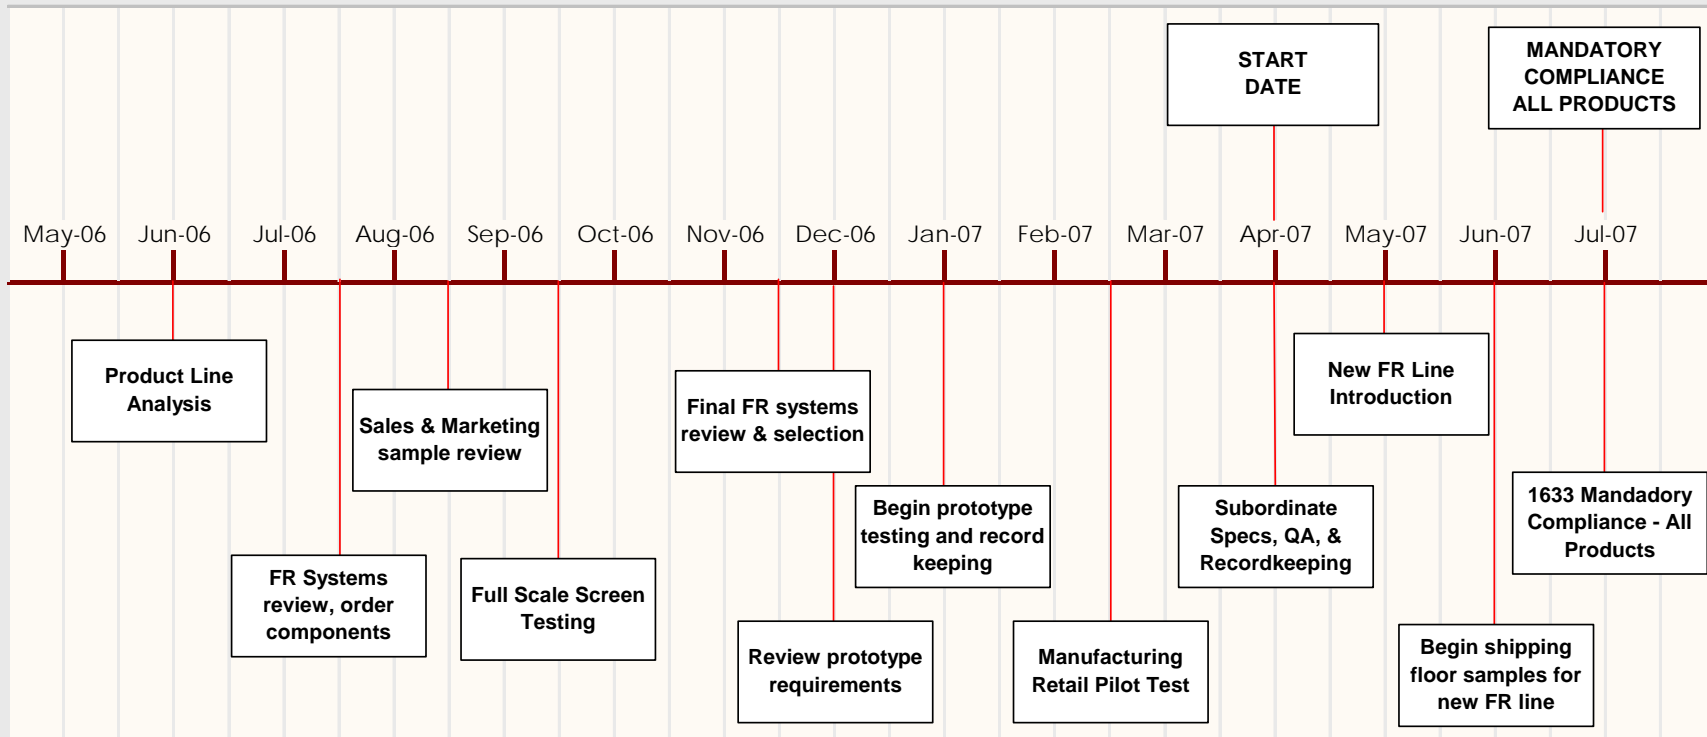 START
DATE
MANDATORY
COMPLIANCE
ALL PRODUCTS
May-06 Jun-06 Jul-06 Aug-06 Sep-06 Oct-06 Nov-06 Dec-06 Jan-07 Feb-07 Mar-07 Apr-07 May-07 Jun-07 Jul-07
Product Line
Analysis
FR Systems
review, order
components
Sales & Marketing
sample review
Full Scale Screen
Testing
Final FR systems
review & selection
Review prototype
requirements
Begin prototype
testing and record
keeping
Manufacturing
Retail Pilot Test
Subordinate
Specs, QA, &
Recordkeeping
New FR Line
Introduction
Begin shipping
floor samples for
new FR line
1633 Mandadory
Compliance - All
Products